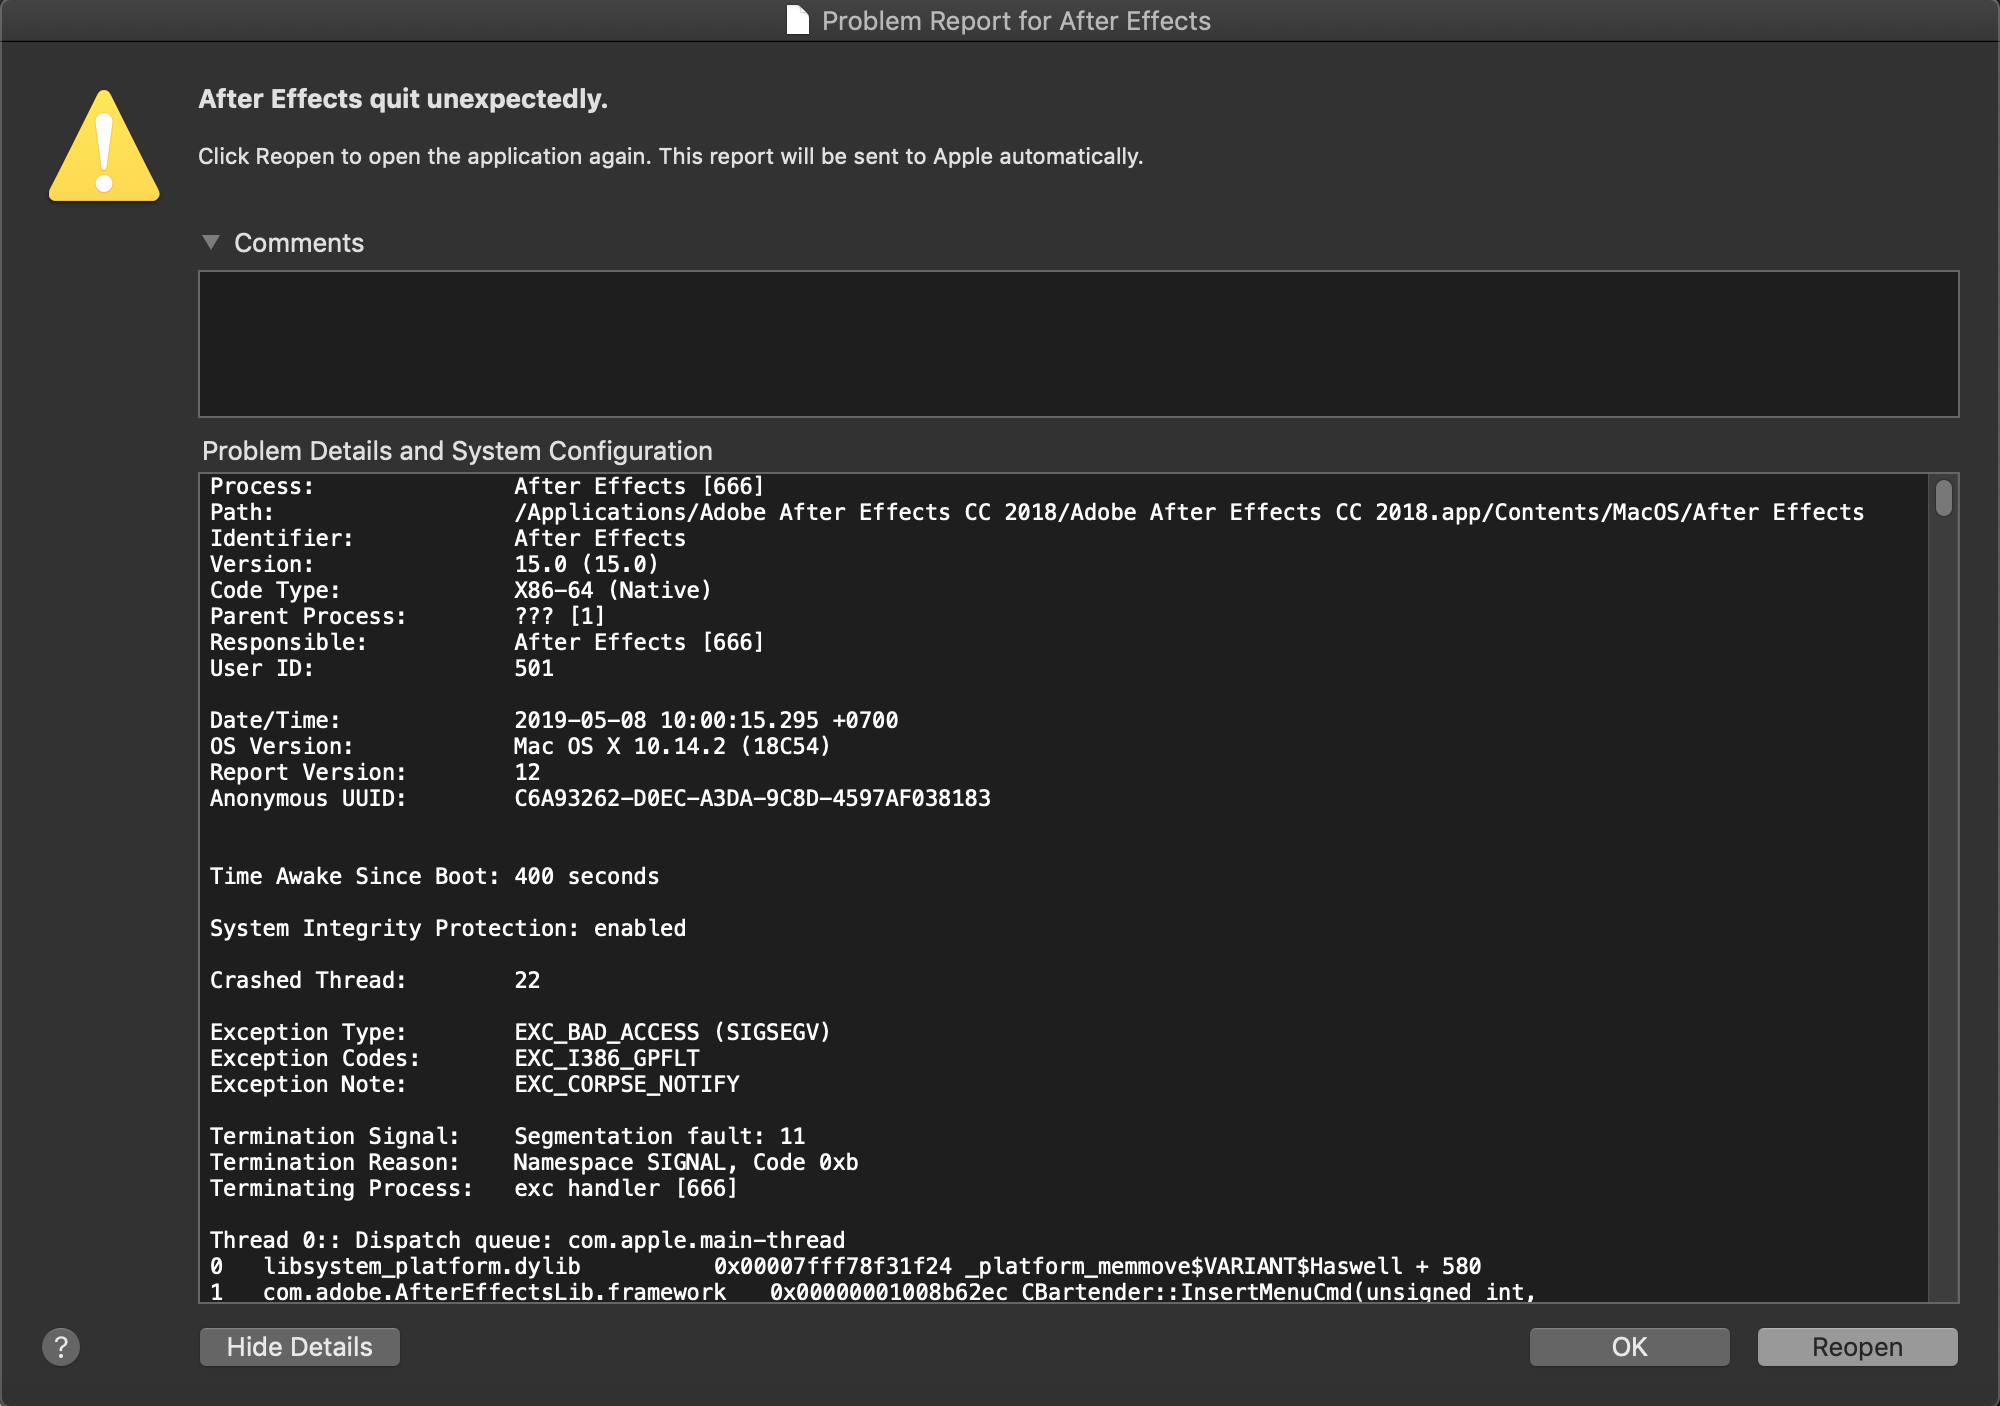 Problem Report for After Effects
After Effects quit unexpectedly.
Click Reopen to open the application again. This report will be sent to Apple automatically.
Comments
Problem Details and System Configuration
Process: After Effects [666]
Path: /Applications/Adobe After Effects CC 2018/Adobe After Effects CC 2018.app/Contents/MacOS/After Effects
Identifier: After Effects
Version: 15.0 (15.0)
Code Type: X86-64 (Native)
Parent Process: ??? [1]
Responsible: After Effects [666]
User ID: 501
Date/Time: 2019-05-08 10:00:15.295 +0700
OS Version: Mac OS X 10.14.2 (18C54)
Report Version: 12
Anonymous UUID: C6A93262-D0EC-A3DA-9C8D-4597AF038183
Time Awake Since Boot: 400 seconds
System Integrity Protection: enabled
Crashed Thread: 22
Exception Type: EXC_BAD_ACCESS (SIGSEGV)
Exception Codes: EXC_I386_GPFLT
Exception Note: EXC_CORPSE_NOTIFY
Termination Signal: Segmentation fault: 11
Termination Reason: Namespace SIGNAL, Code 0xb
Terminating Process: exc handler [666]
Thread 0:: Dispatch queue: com.apple.main-thread
0 libsystem_platform.dylib 0x00007fff78f31f24 _platform_memmove$VARIANT$Haswell + 580
1 com.adobe.AfterEffectsLib.framework 0x00000001008b62ec CBartender::InsertMenuCmd(unsigned int,
? Hide Details OK Reopen